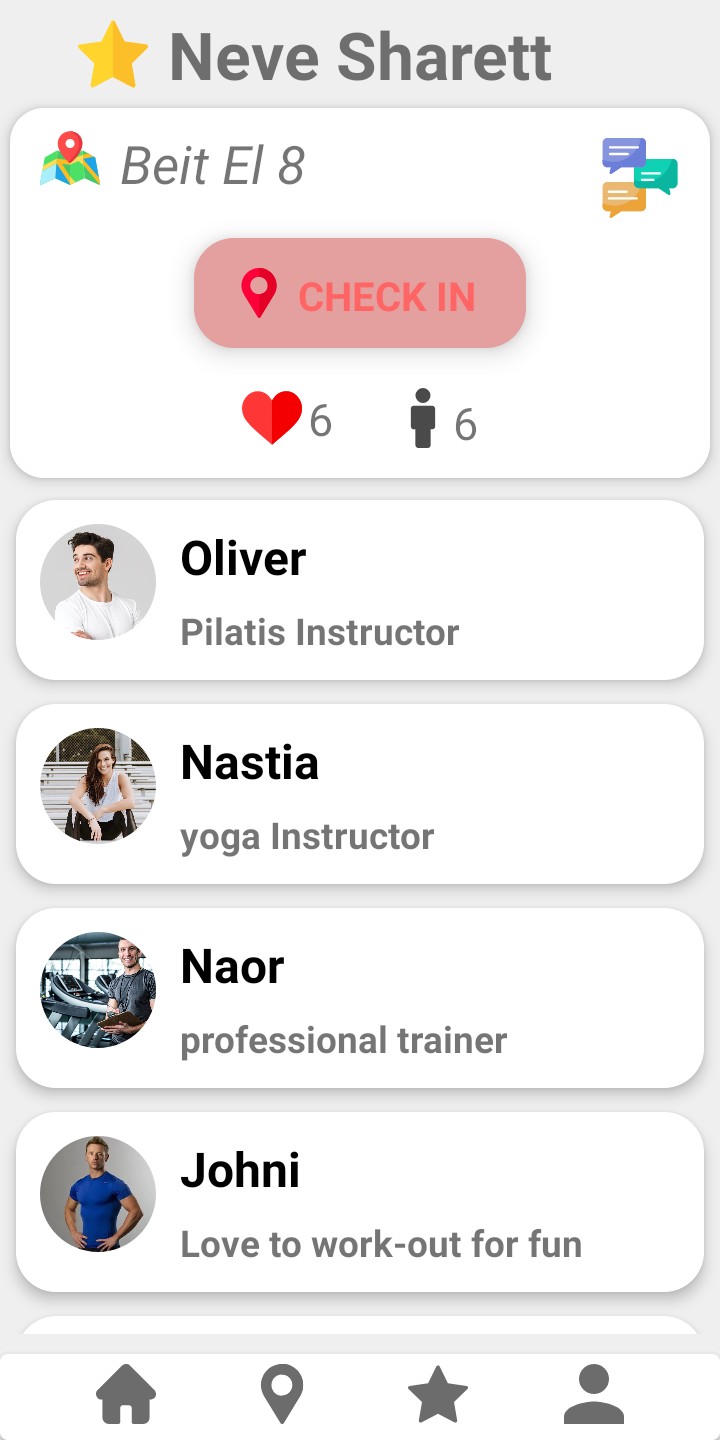 Neve Sharett
Beit El 8
CHECK IN
6
6
Oliver
Pilatis Instructor
Nastia
yoga Instructor
Naor
professional trainer
Johni
Love to work-out for fun